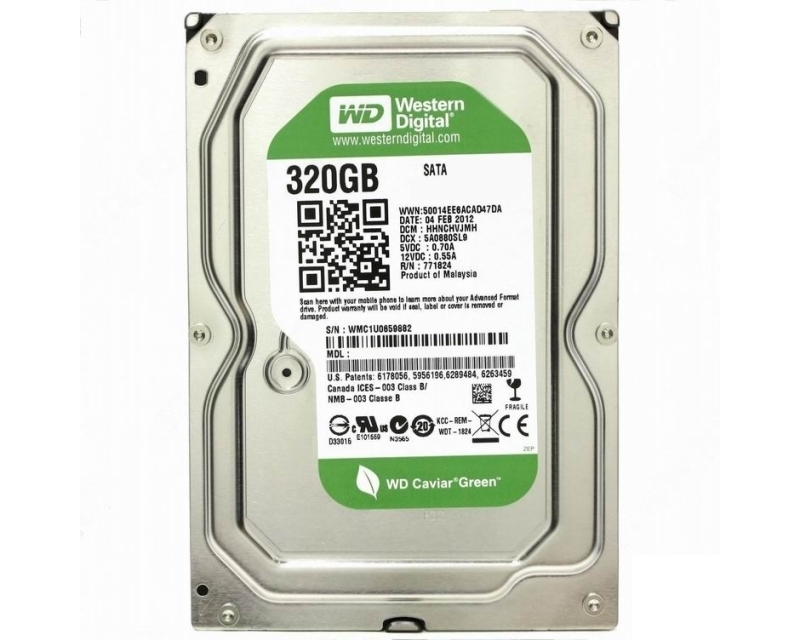 WD Western Digital®
www.westerndigital.com
320GB
SATA
WWN:50014EE6ACAD47DA
DATE: 04 FEB 2012
DCM : HHNCHVJMH
DCX : 5A0880SL9
5VDC : 0.70A
12VDC : 0.55A
R/N : 771824
Product of Malaysia
Scan here with your mobile phone to learn more about your Advanced Format
drive. Product warranty will be void if seal, label or cover is removed or
damaged.
S/N : WMC1U0659882
MDL :
U.S. Patents: 6178056, 5956196,6289484, 6263459
Canada ICES-003 Class B/
NMB-003 Classe B
FRAGILE
D33015
E101559
N3565
20
KCC-REM-
WDT-1824
CE
ZEP
WD Caviar® Green™